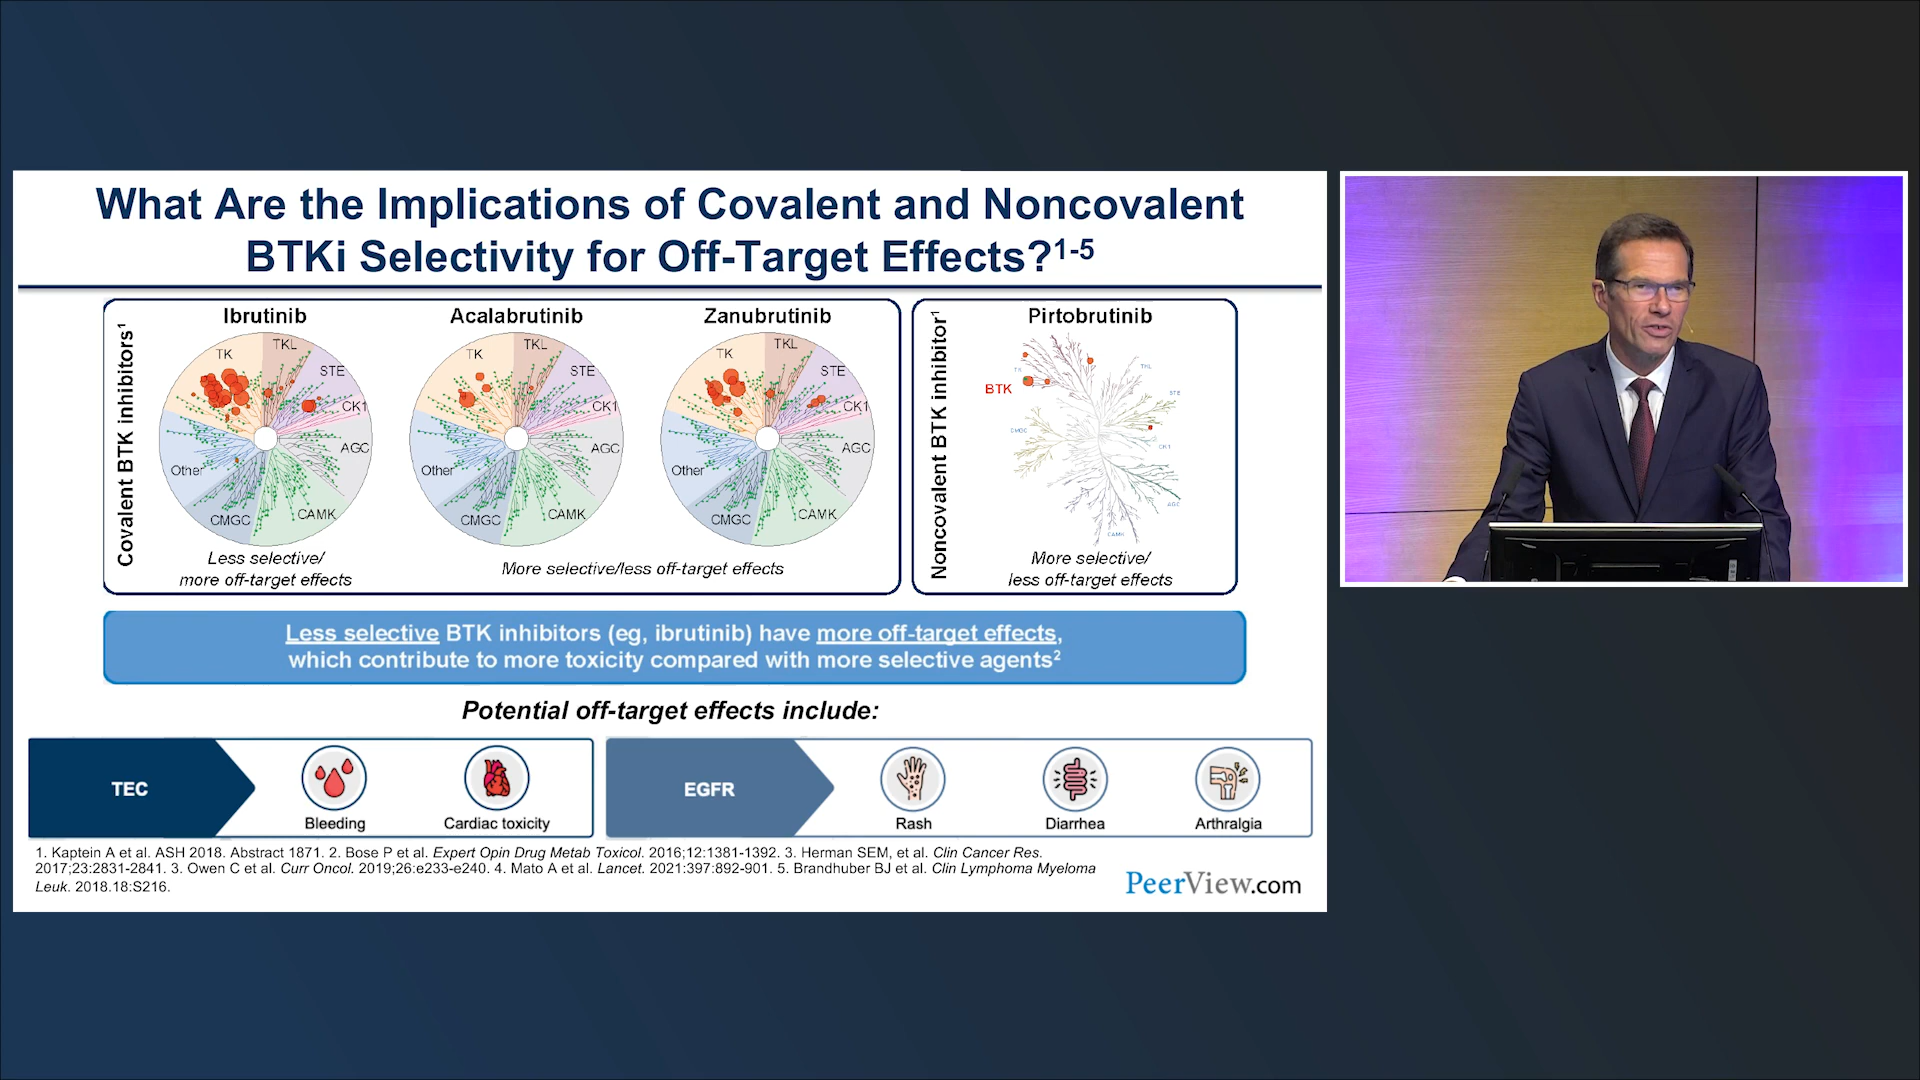 What Are the Implications of Covalent and Noncovalent
BTKi Selectivity for Off-Target Effects?1-5
Covalent BTK inhibitors1
Ibrutinib
TK
TKL
STE
CK1
AGC
CAMK
CMGC
Other
Less selective/
more off-target effects
Acalabrutinib
TK
TKL
STE
CK1
AGC
CAMK
CMGC
Other
Zanubrutinib
TK
TKL
STE
CK1
AGC
CAMK
CMGC
Other
More selective/less off-target effects
Noncovalent BTK inhibitor1
Pirtobrutinib
BTK
TK
TKL
STE
CK1
AGC
CAMK
CMGC
More selective/
less off-target effects
Less selective BTK inhibitors (eg, ibrutinib) have more off-target effects,
which contribute to more toxicity compared with more selective agents2
Potential off-target effects include:
TEC
Bleeding
Cardiac toxicity
EGFR
Rash
Diarrhea
Arthralgia
1. Kaptein A et al. ASH 2018. Abstract 1871. 2. Bose P et al. Expert Opin Drug Metab Toxicol. 2016;12:1381-1392. 3. Herman SEM, et al. Clin Cancer Res.
2017;23:2831-2841. 3. Owen C et al. Curr Oncol. 2019;26:e233-e240. 4. Mato A et al. Lancet. 2021:397:892-901. 5. Brandhuber BJ et al. Clin Lymphoma Myeloma
Leuk. 2018.18:S216.
PeerView.com